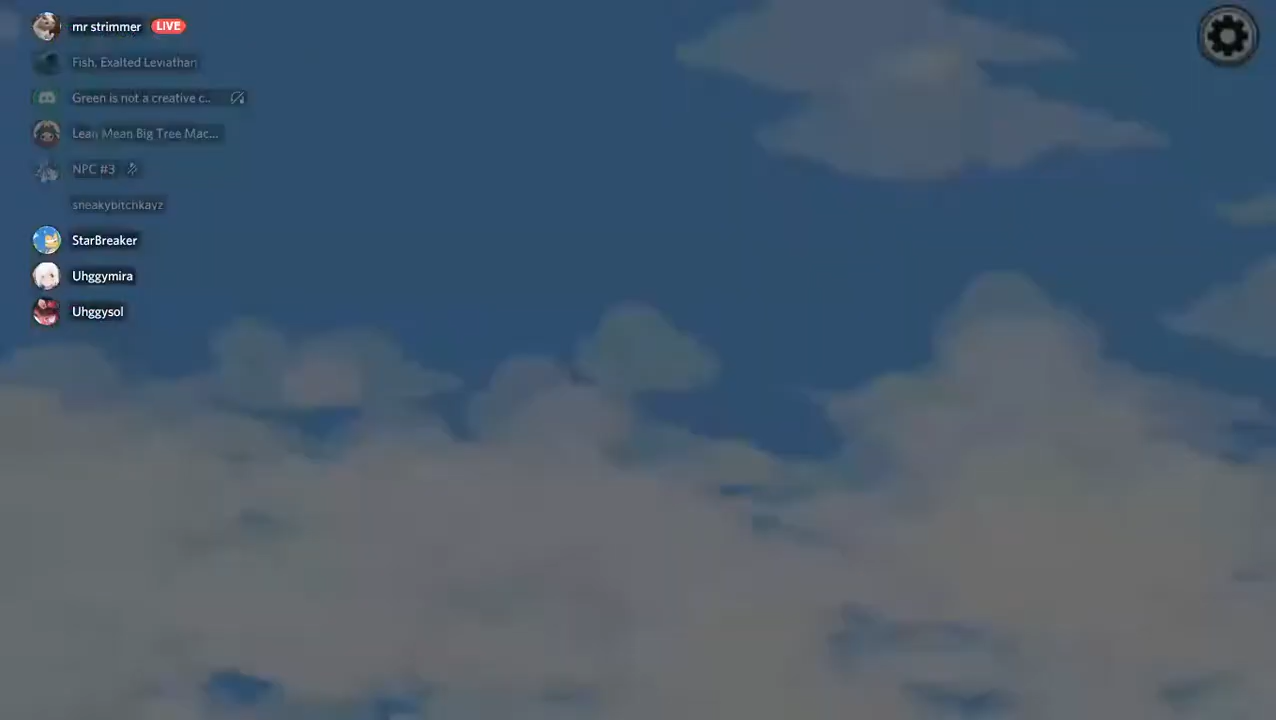 mr strimmer LIVE
Fish, Exalted Leviathan
Green is not a creative c...
Lean Mean Big Tree Mac...
NPC #3
sneakybitchkayz
StarBreaker
Uhggymira
Uhggysol